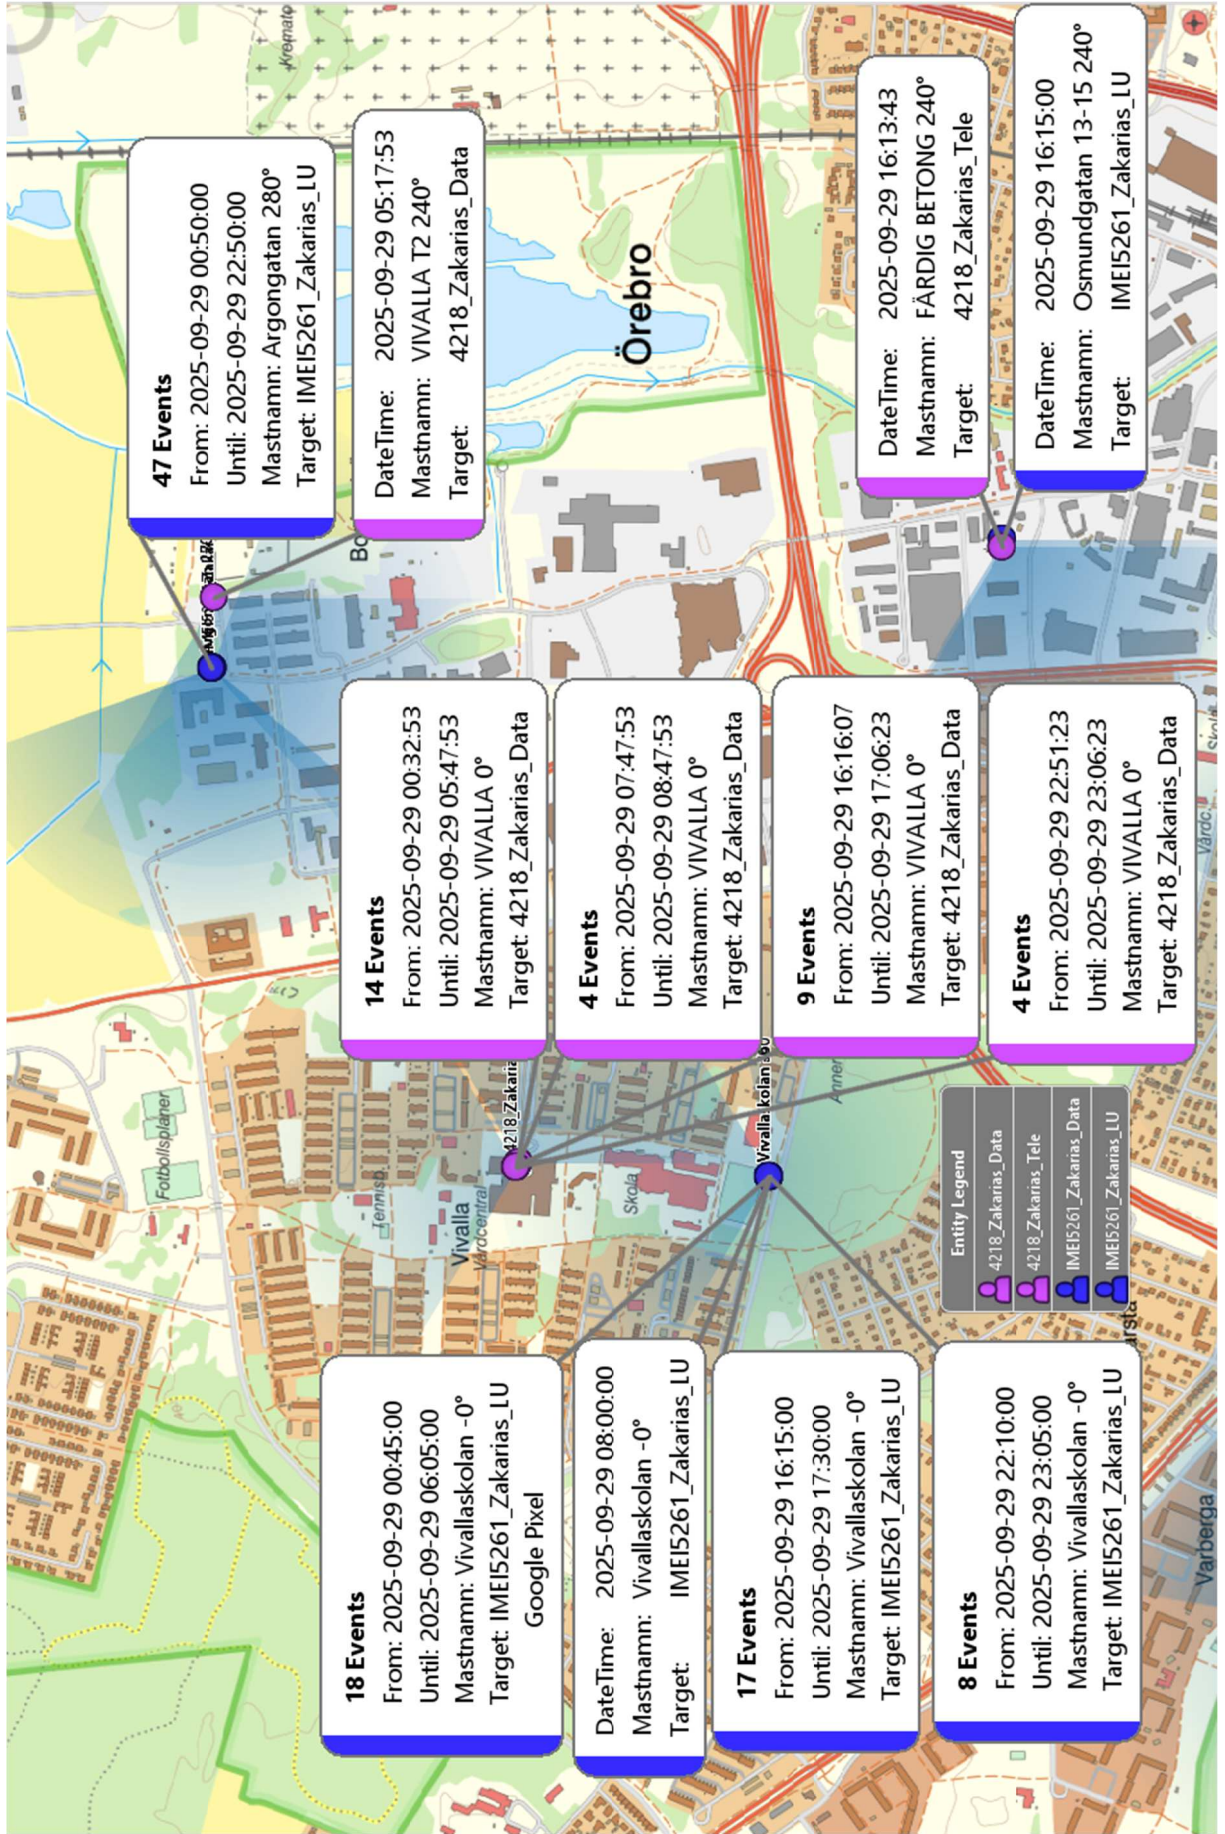 18 Events
From: 2025-09-29 00:45:00
Until: 2025-09-29 06:05:00
Mastnamn: Vivallaskolan -0°
Target: IMEI5261_Zakarias_LU
Google Pixel
DateTime: 2025-09-29 08:00:00
Mastnamn: Vivallaskolan -0°
Target: IMEI5261_Zakarias_LU
17 Events
From: 2025-09-29 16:15:00
Until: 2025-09-29 17:30:00
Mastnamn: Vivallaskolan -0°
Target: IMEI5261_Zakarias_LU
8 Events
From: 2025-09-29 22:10:00
Until: 2025-09-29 23:05:00
Mastnamn: Vivallaskolan -0°
Target: IMEI5261_Zakarias_LU
Varberga
Fotbollsplaner
Tennisb.
Vivalla
Vårdcentral
Skola
4218_Zakaria
Entity Legend
4218_Zakarias_Data
4218_Zakarias_Tele
IMEI5261_Zakarias_Data
IMEI5261_Zakarias_LU
14 Events
From: 2025-09-29 00:32:53
Until: 2025-09-29 05:47:53
Mastnamn: VIVALLA 0°
Target: 4218_Zakarias_Data
4 Events
From: 2025-09-29 07:47:53
Until: 2025-09-29 08:47:53
Mastnamn: VIVALLA 0°
Target: 4218_Zakarias_Data
9 Events
From: 2025-09-29 16:16:07
Until: 2025-09-29 17:06:23
Mastnamn: VIVALLA 0°
Target: 4218_Zakarias_Data
4 Events
From: 2025-09-29 22:51:23
Until: 2025-09-29 23:06:23
Mastnamn: VIVALLA 0°
Target: 4218_Zakarias_Data
Vårdc.
Skola
47 Events
From: 2025-09-29 00:50:00
Until: 2025-09-29 22:50:00
Mastnamn: Argongatan 280°
Target: IMEI5261_Zakarias_LU
DateTime: 2025-09-29 05:17:53
Mastnamn: VIVALLA T2 240°
Target: 4218_Zakarias_Data
Kremato
Örebro
DateTime: 2025-09-29 16:13:43
Mastnamn: FÄRDIG BETONG 240°
Target: 4218_Zakarias_Tele
DateTime: 2025-09-29 16:15:00
Mastnamn: Osmundgatan 13-15 240°
Target: IMEI5261_Zakarias_LU